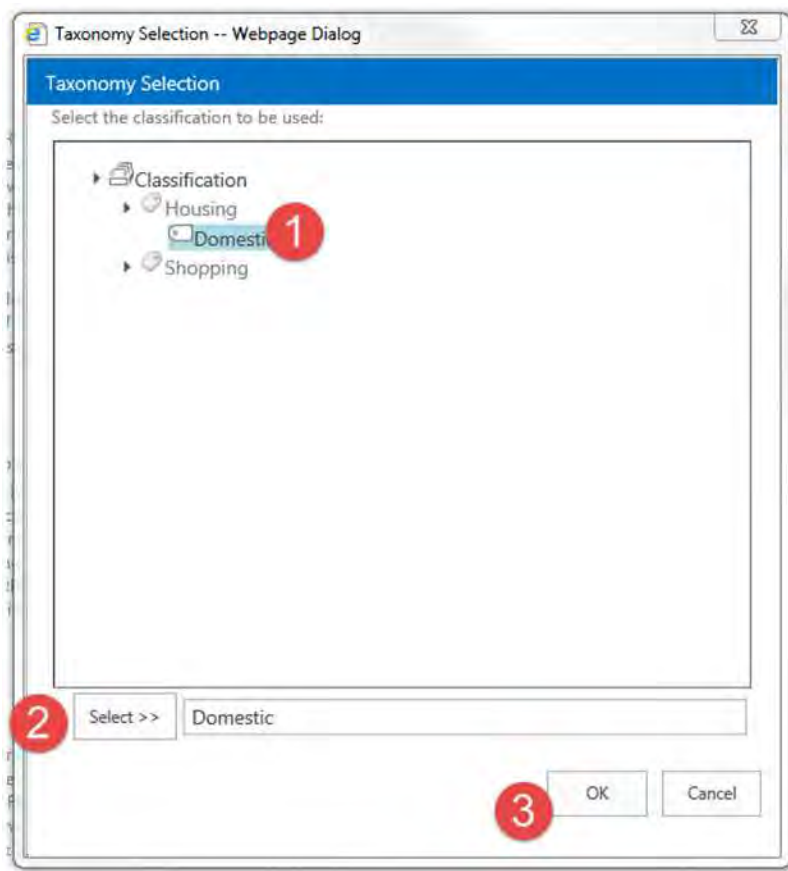 Taxonomy Selection -- Webpage Dialog
Taxonomy Selection
Select the classification to be used:
Classification
Housing
Domestic 1
Shopping
2 Select >> Domestic
3 OK Cancel